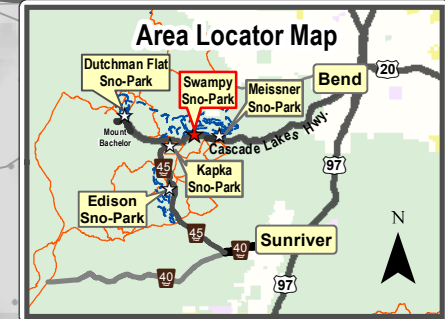 Area Locator Map
Dutchman Flat
Sno-Park
Swampy
Sno-Park
Meissner
Sno-Park
Bend
20
Mount
Bachelor
Cascade Lakes Hwy.
97
45
Kapka
Sno-Park
Edison
Sno-Park
45
40
Sunriver
N
40
97